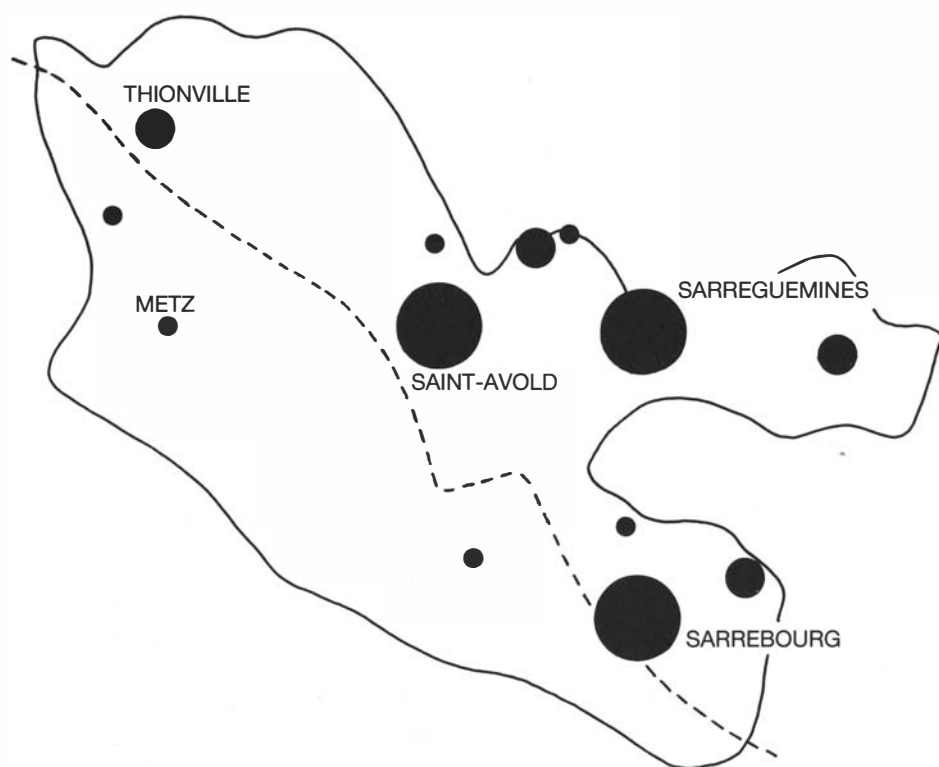 THIONVILLE
SARREGUEMINES
METZ
SAINT-AVOLD
SARREBOURG